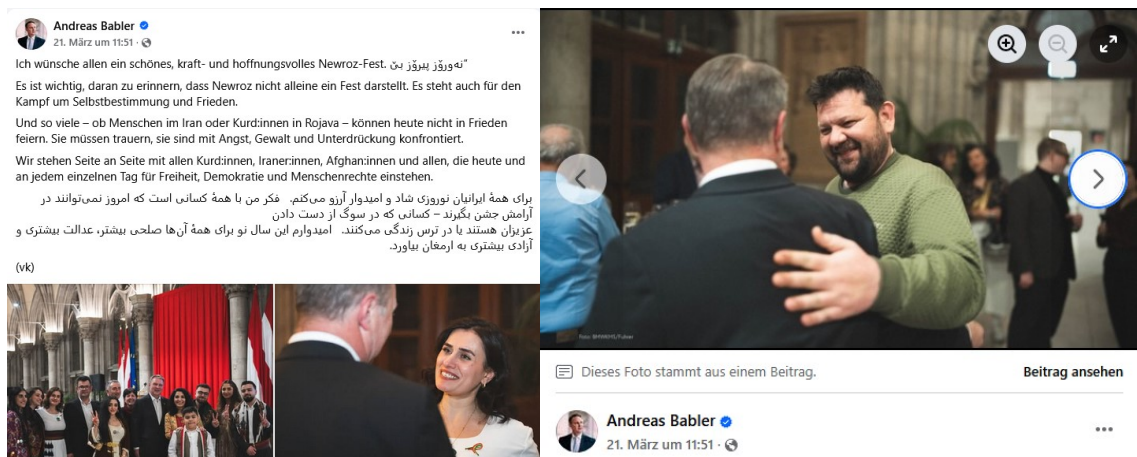 Andreas Babler
21. März um 11:51 ·
Ich wünsche allen ein schönes, kraft- und hoffnungsvolles Newroz-Fest. نەورۆز پیرۆز بێ“
Es ist wichtig, daran zu erinnern, dass Newroz nicht alleine ein Fest darstellt. Es steht auch für den
Kampf um Selbstbestimmung und Frieden.
Und so viele – ob Menschen im Iran oder Kurd:innen in Rojava – können heute nicht in Frieden
feiern. Sie müssen trauern, sie sind mit Angst, Gewalt und Unterdrückung konfrontiert.
Wir stehen Seite an Seite mit allen Kurd:innen, Iraner:innen, Afghan:innen und allen, die heute und
an jedem einzelnen Tag für Freiheit, Demokratie und Menschenrechte einstehen.
برای همهٔ ایرانیان نوروزی شاد و امیدوار آرزو می‌کنم. فکر من با همهٔ کسانی است که امروز نمی‌توانند در
آرامش جشن بگیرند – کسانی که در سوگ از دست دادن
عزیزان هستند یا در ترس زندگی می‌کنند. امیدوارم این سال نو برای همهٔ آن‌ها صلحی بیشتر، عدالت بیشتری و
آزادی بیشتری به ارمغان بیاورد.
(vk)
Dieses Foto stammt aus einem Beitrag.
Beitrag ansehen
Andreas Babler
21. März um 11:51 ·